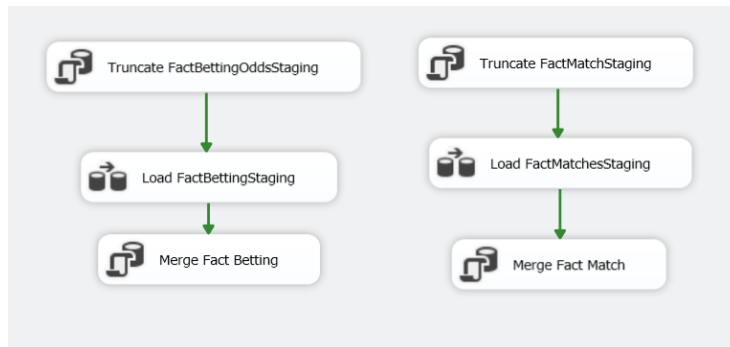 Truncate FactBettingOddsStaging
Load FactBettingStaging
Merge Fact Betting
Truncate FactMatchStaging
Load FactMatchesStaging
Merge Fact Match